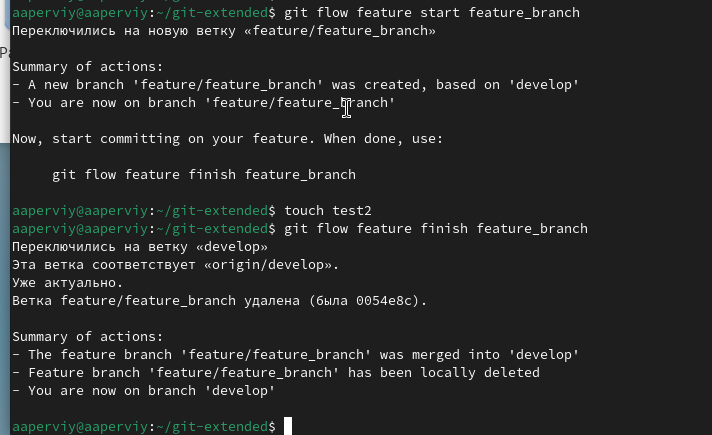 aaperviy@aaperviy:~/git-extended$ git flow feature start feature_branch
Переключились на новую ветку «feature/feature_branch»
Summary of actions:
- A new branch 'feature/feature_branch' was created, based on 'develop'
- You are now on branch 'feature/feature_branch'
Now, start committing on your feature. When done, use:
git flow feature finish feature_branch
aaperviy@aaperviy:~/git-extended$ touch test2
aaperviy@aaperviy:~/git-extended$ git flow feature finish feature_branch
Переключились на ветку «develop»
Эта ветка соответствует «origin/develop».
Уже актуально.
Ветка feature/feature_branch удалена (была 0054e8c).
Summary of actions:
- The feature branch 'feature/feature_branch' was merged into 'develop'
- Feature branch 'feature/feature_branch' has been locally deleted
- You are now on branch 'develop'
aaperviy@aaperviy:~/git-extended$